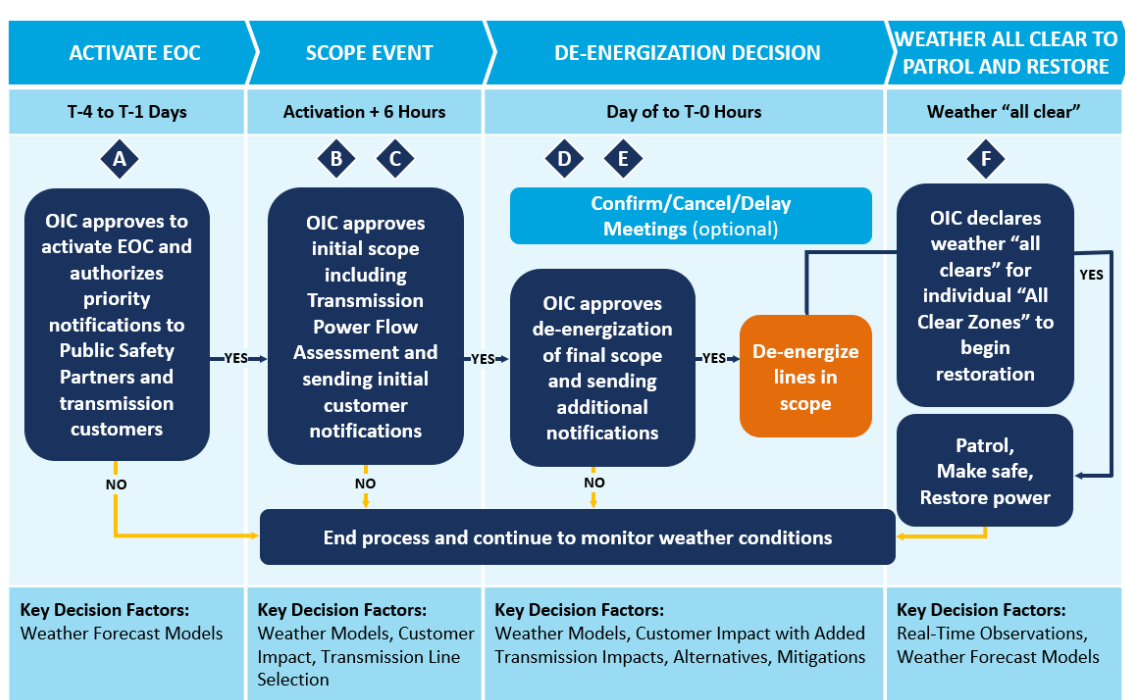 ACTIVATE EOC
SCOPE EVENT
DE-ENERGIZATION DECISION
WEATHER ALL CLEAR TO
PATROL AND RESTORE
T-4 to T-1 Days
Activation + 6 Hours
Day of to T-0 Hours
Weather “all clear”
A
OIC approves to
activate EOC and
authorizes
priority
notifications to
Public Safety
Partners and
transmission
customers
YES
NO
B
C
OIC approves
initial scope
including
Transmission
Power Flow
Assessment and
sending initial
customer
notifications
YES
NO
D
E
Confirm/Cancel/Delay
Meetings (optional)
OIC approves
de-energization
of final scope
and sending
additional
notifications
YES
NO
De-energize
lines in
scope
F
OIC declares
weather “all
clears” for
individual “All
Clear Zones” to
begin
restoration
YES
Patrol,
Make safe,
Restore power
End process and continue to monitor weather conditions
Key Decision Factors:
Weather Forecast Models
Key Decision Factors:
Weather Models, Customer
Impact, Transmission Line
Selection
Key Decision Factors:
Weather Models, Customer Impact with Added
Transmission Impacts, Alternatives, Mitigations
Key Decision Factors:
Real-Time Observations,
Weather Forecast Models